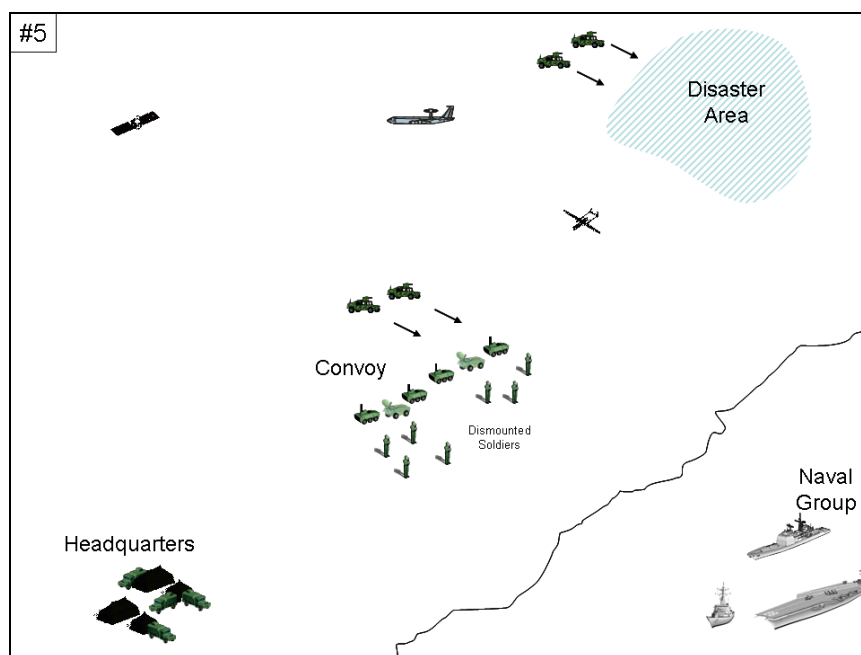 #5
Disaster
Area
Convoy
Dismounted
Soldiers
Naval
Group
Headquarters